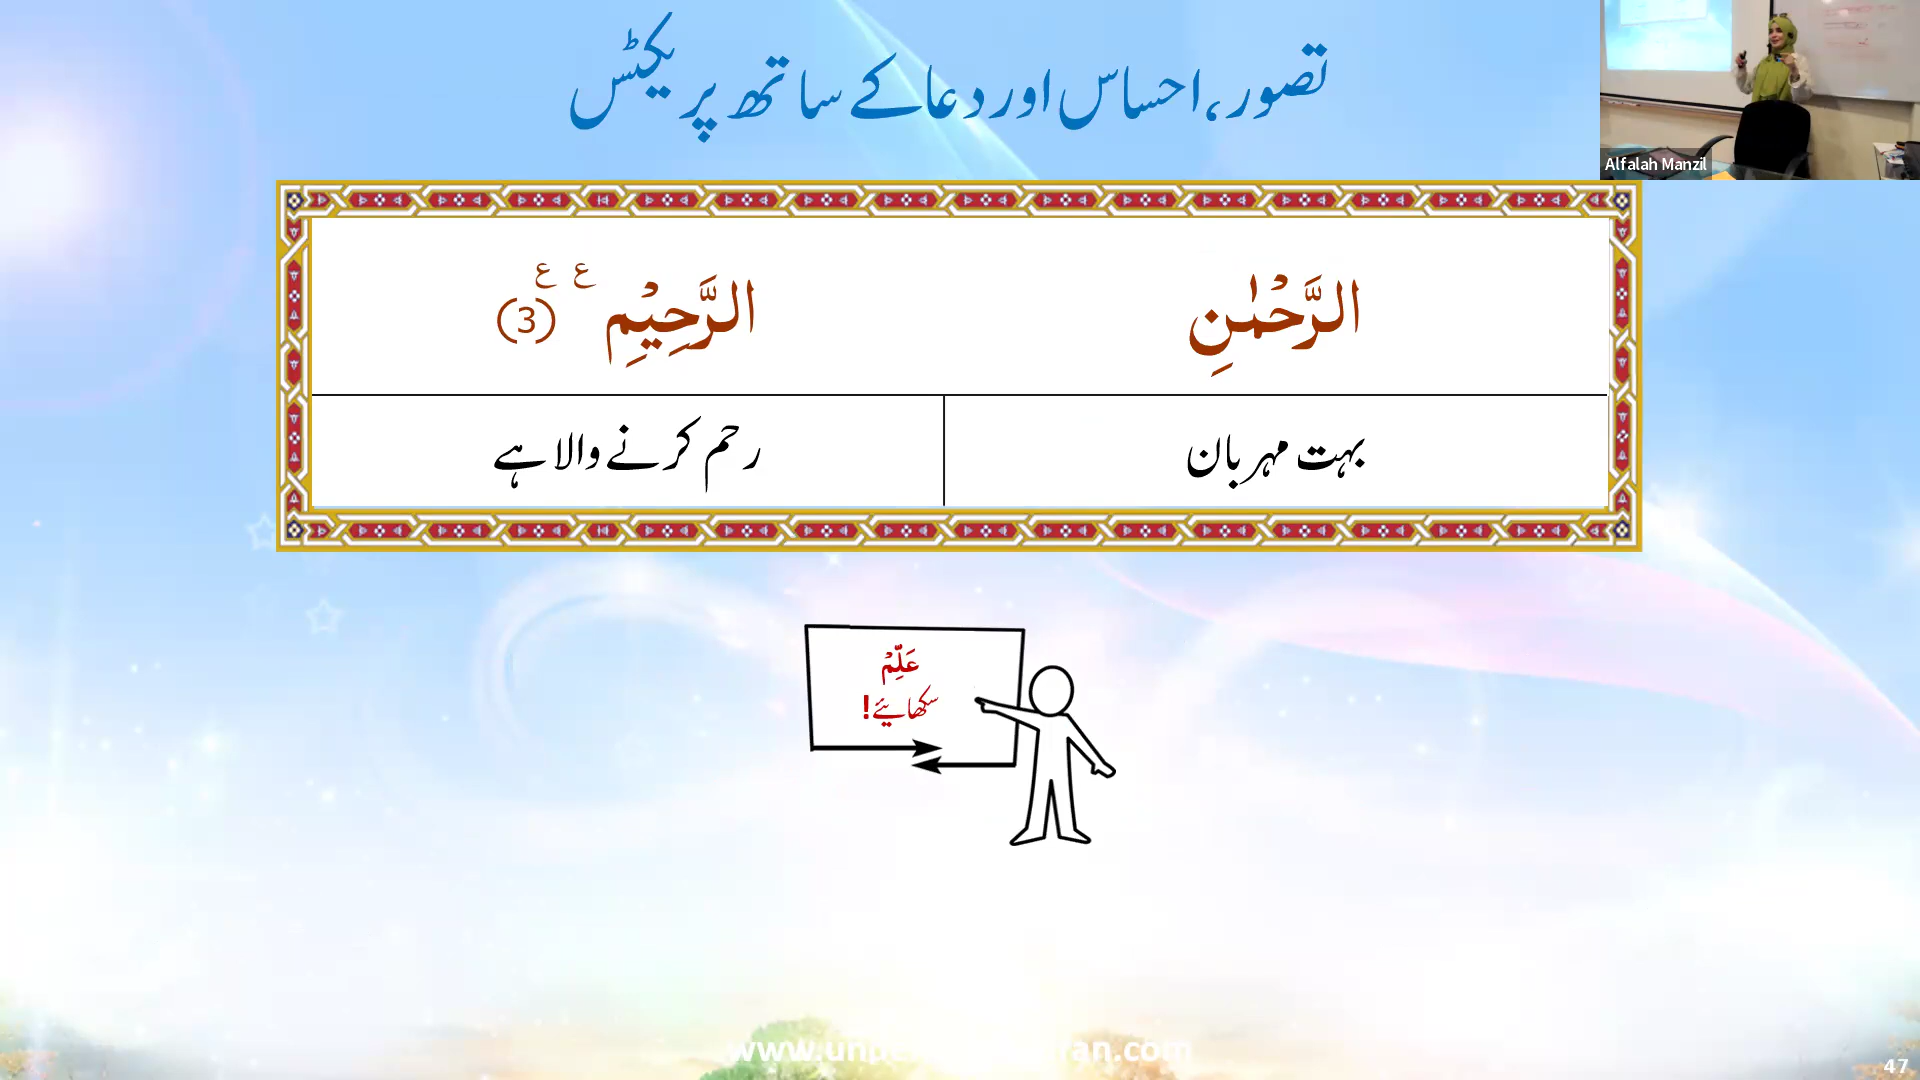 تصور، احساس اور دعا کے ساتھ پریکٹس
Alfalah Manzil
الرَّحْمٰنِ الرَّحِيْمِ ع ع (3)
بہت مہربان رحم کرنے والا ہے
عَلِّمْ
سکھائیے!
47